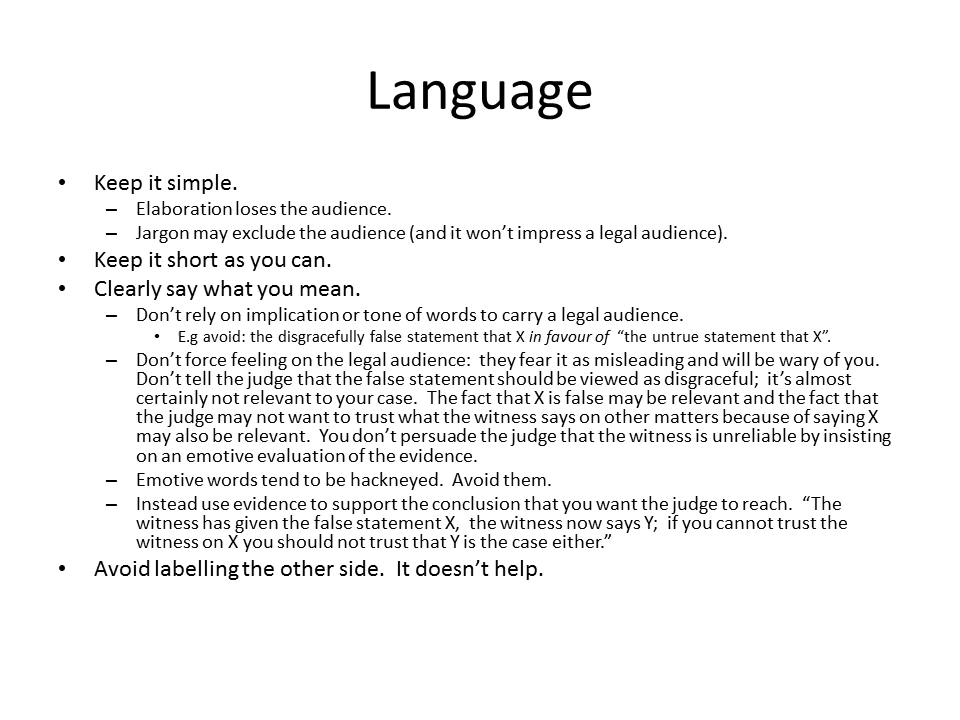 Language
• Keep it simple.
– Elaboration loses the audience.
– Jargon may exclude the audience (and it won’t impress a legal audience).
• Keep it short as you can.
• Clearly say what you mean.
– Don’t rely on implication or tone of words to carry a legal audience.
• E.g avoid: the disgracefully false statement that X in favour of “the untrue statement that X”.
– Don’t force feeling on the legal audience: they fear it as misleading and will be wary of you.
Don’t tell the judge that the false statement should be viewed as disgraceful; it’s almost
certainly not relevant to your case. The fact that X is false may be relevant and the fact that
the judge may not want to trust what the witness says on other matters because of saying X
may also be relevant. You don’t persuade the judge that the witness is unreliable by insisting
on an emotive evaluation of the evidence.
– Emotive words tend to be hackneyed. Avoid them.
– Instead use evidence to support the conclusion that you want the judge to reach. “The
witness has given the false statement X, the witness now says Y; if you cannot trust the
witness on X you should not trust that Y is the case either.”
• Avoid labelling the other side. It doesn’t help.